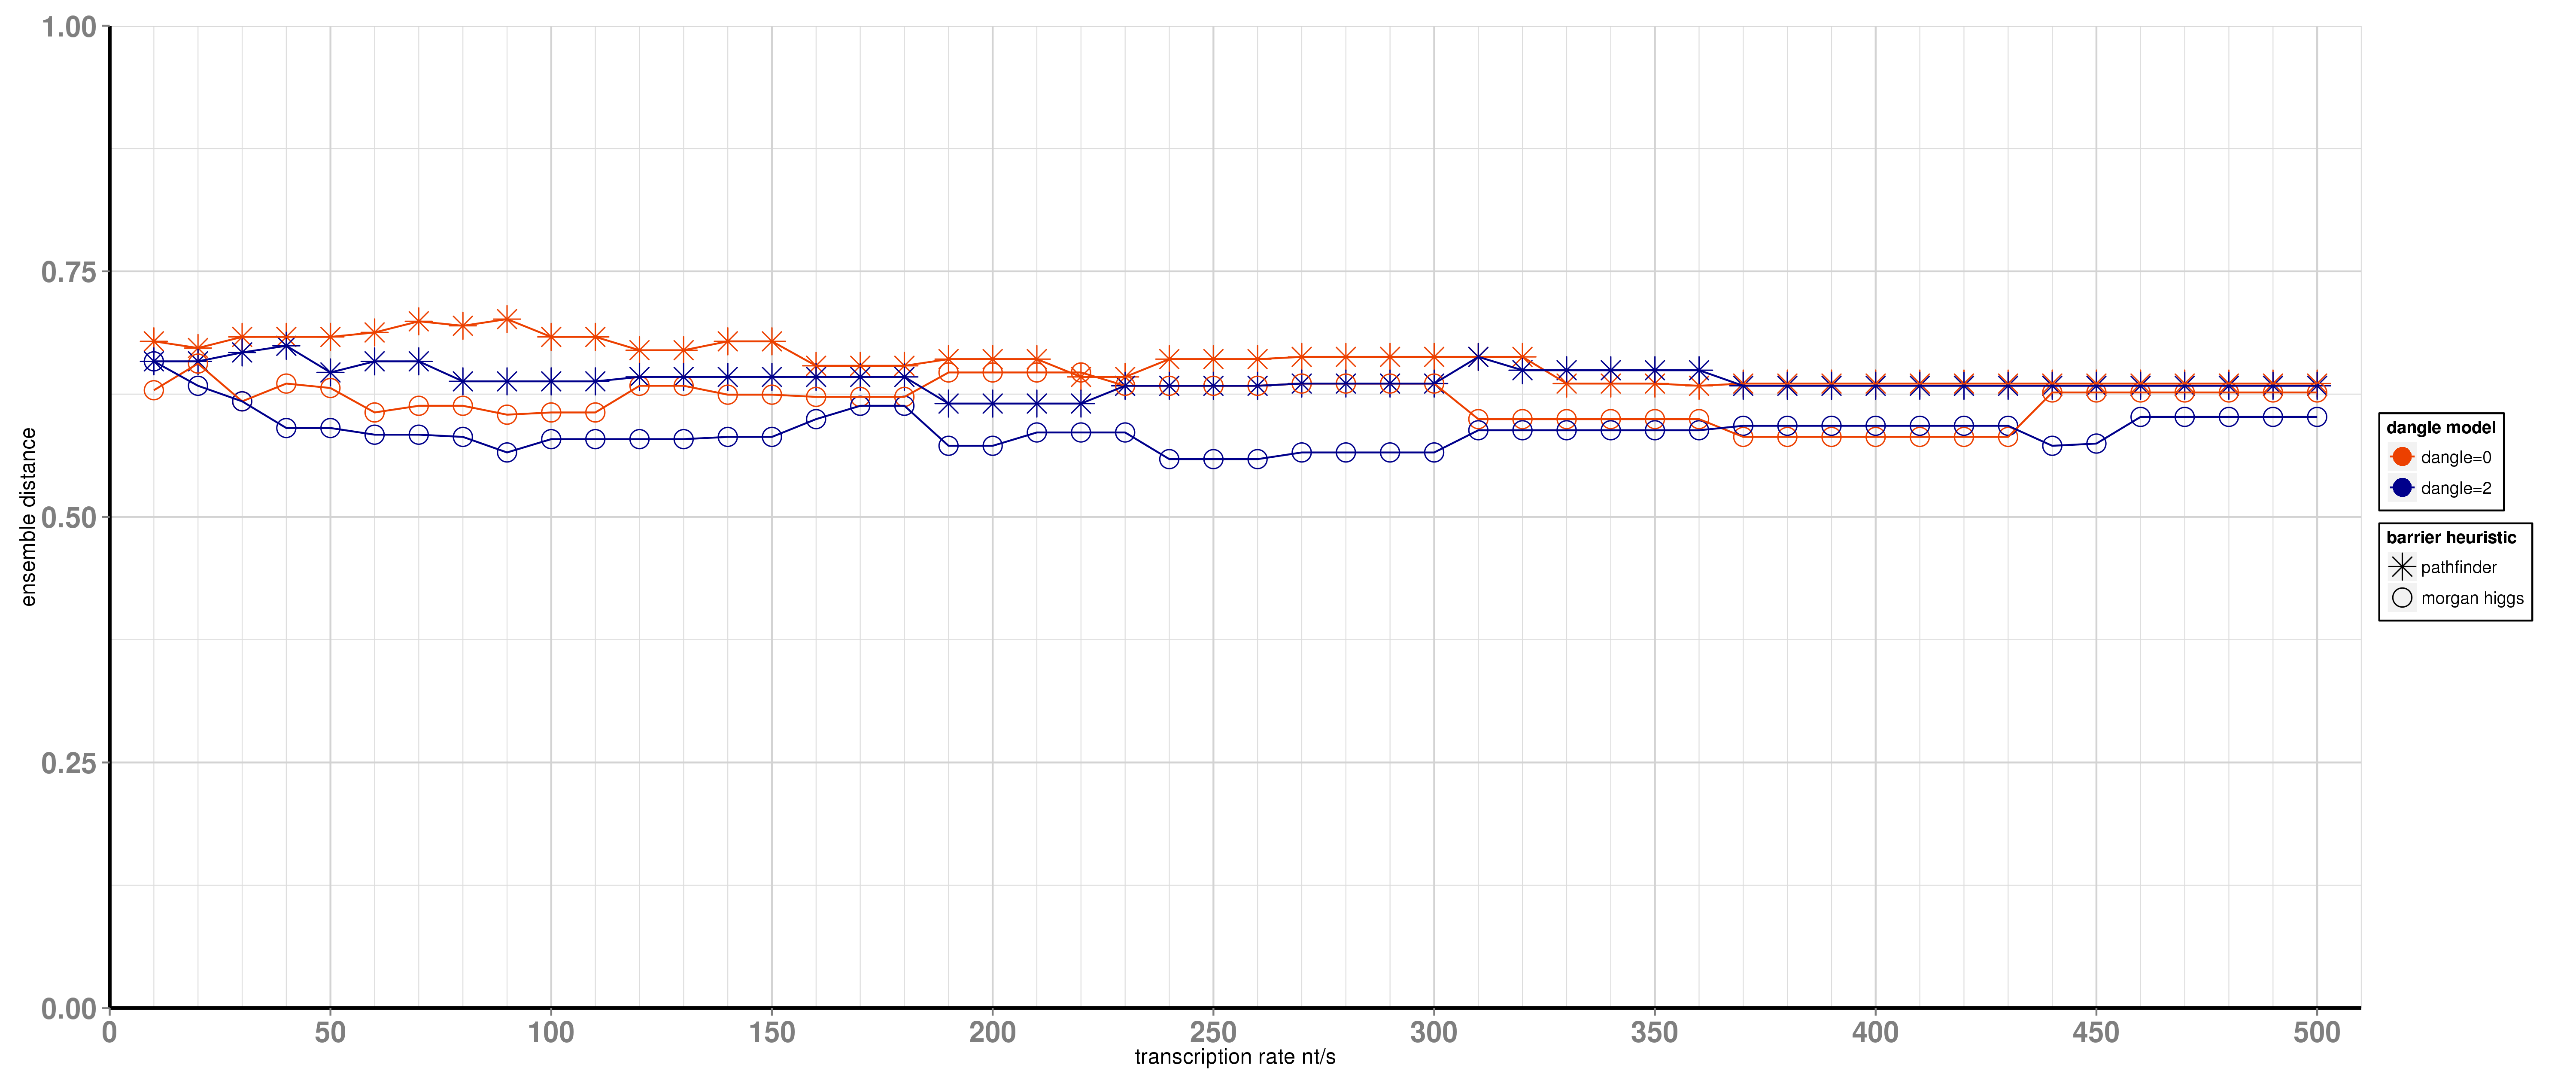 1.00
0.75
0.50
0.25
0.00
ensemble distance
0 50 100 150 200 250 300 350 400 450 500
transcription rate nt/s
dangle model
dangle=0
dangle=2
barrier heuristic
pathfinder
morgan higgs